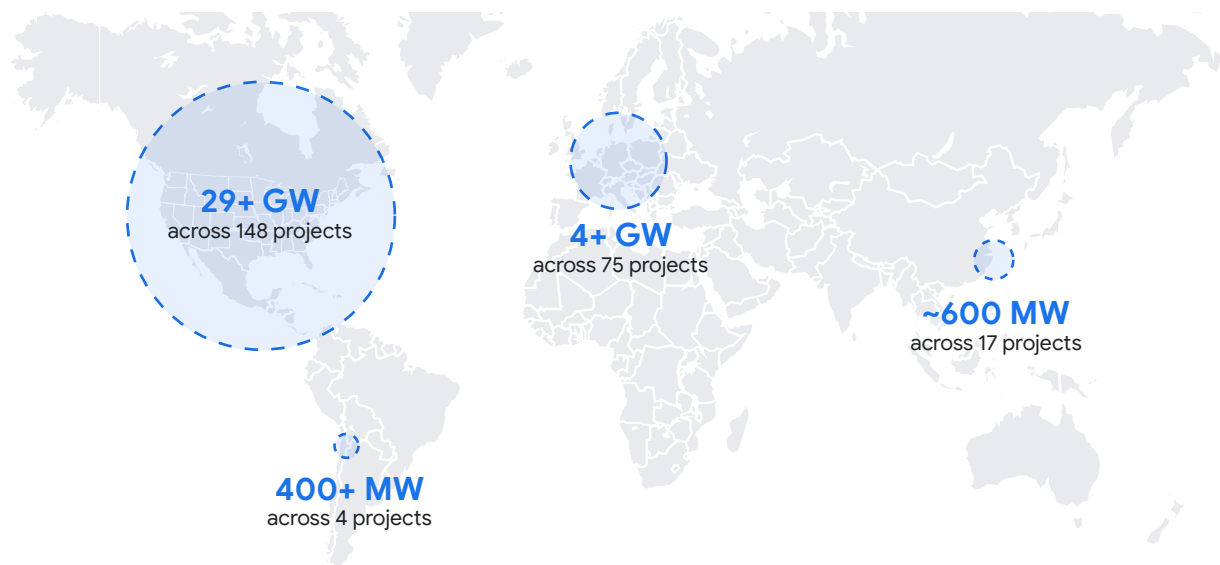 29+ GW
across 148 projects
4+ GW
across 75 projects
~600 MW
across 17 projects
400+ MW
across 4 projects